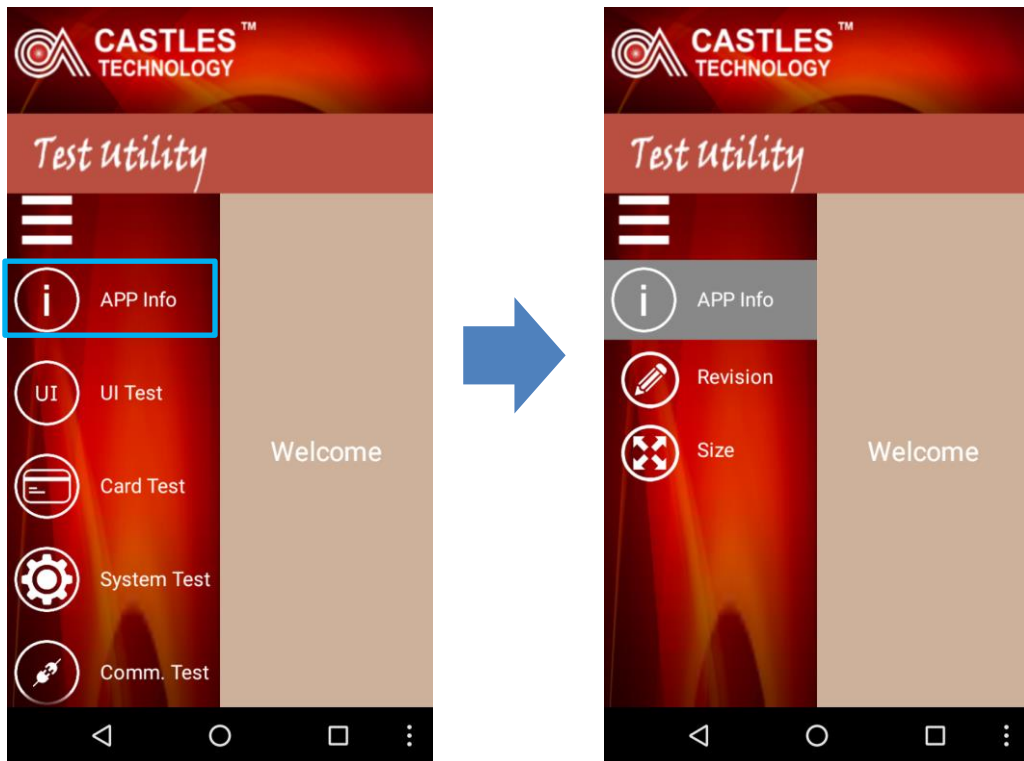 CASTLES™
TECHNOLOGY
Test Utility
i APP Info
UI UI Test
Card Test
System Test
Comm. Test
Welcome
CASTLES™
TECHNOLOGY
Test Utility
i APP Info
Revision
Size
Welcome